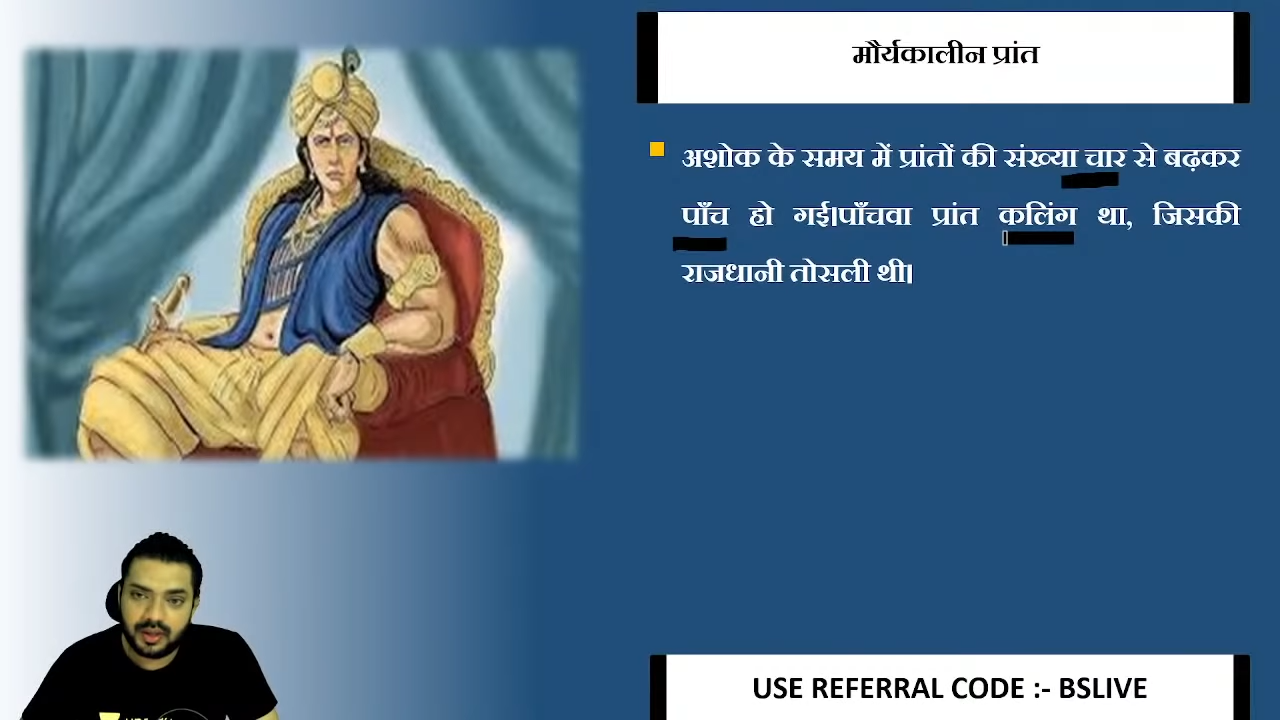 मौर्यकालीन प्रांत
अशोक के समय में प्रांतों की संख्या चार से बढ़कर
पाँच हो गई।पाँचवा प्रांत कलिंग था, जिसकी
राजधानी तोसली थी।
USE REFERRAL CODE :- BSLIVE